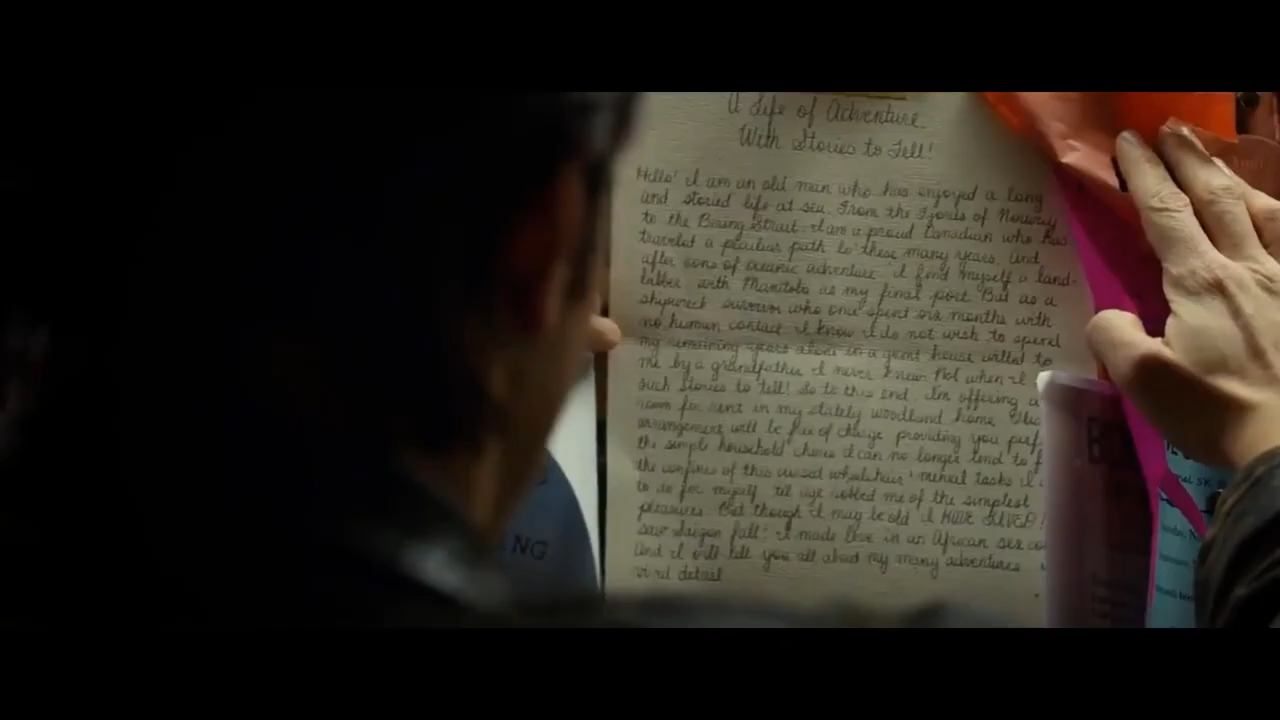 A Life of Adventure
With Stories to Tell!
Hello! I am an old man who has enjoyed a long
and storied life at sea. From the Fjords of Norway
to the Bering Strait. I am a proud Canadian who has
traveled a peculiar path lo these many years. And
after eons of oceanic adventure, I find myself a land-
lubber with Manitoba as my final port. But as a
shipwreck survivor who once spent six months with
no human contact I know I do not wish to spend
my remaining years alone in a giant house willed to
me by a grandfather I never knew. Not when I
such stories to tell! So to this end, I'm offering a
room for rent in my stately woodland home. This
arrangement will be free of charge providing you perf
the simple household chores I can no longer tend to f
the confines of this cursed wheelchair: menial tasks I
to do for myself, 'til age robbed me of the simplest
pleasures. But though I may be old I HAVE LIVED!
saw Saigon fall! I made love in an African sex co
And I will tell you all about my many adventures
vivid detail
NG